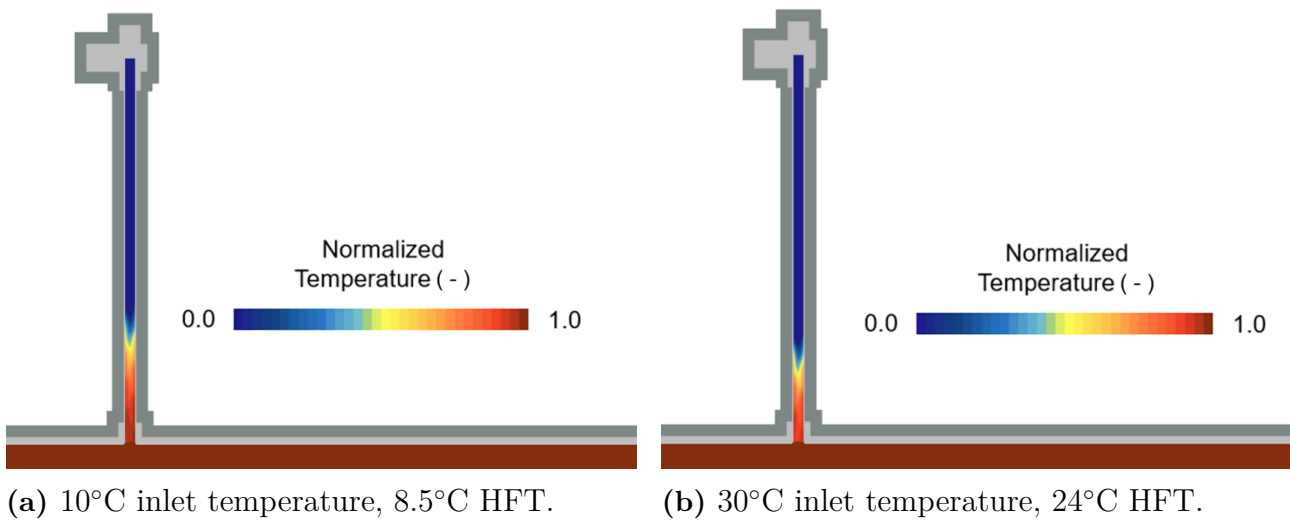 Normalized
Temperature ( - )
0.0 1.0
Normalized
Temperature ( - )
0.0 1.0
(a) 10°C inlet temperature, 8.5°C HFT.
(b) 30°C inlet temperature, 24°C HFT.